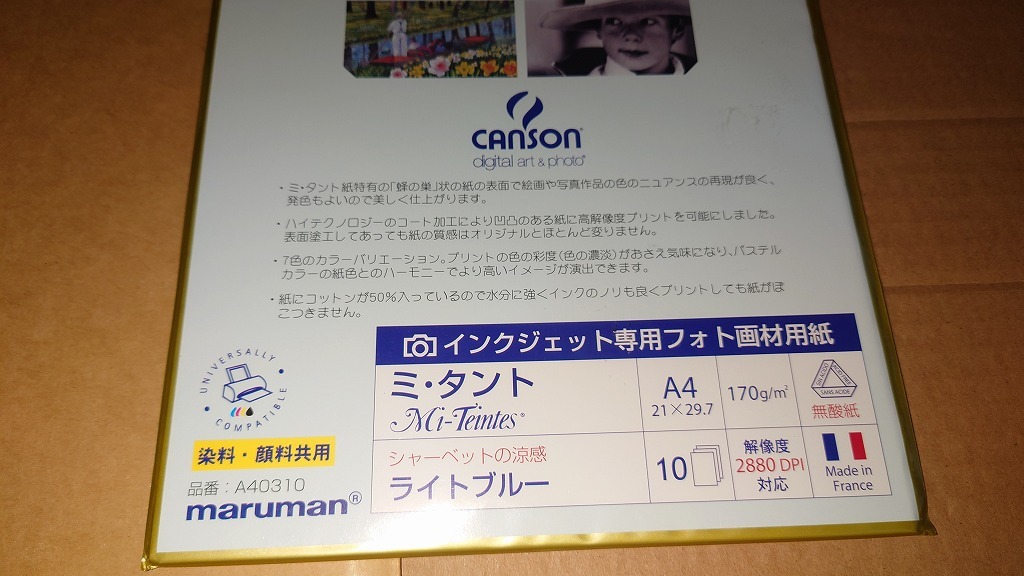 CANSON®
digital art & photo®
・ミ・タント紙特有の「蜂の巣」状の紙の表面で絵画や写真作品の色のニュアンスの再現が良く、
発色もよいので美しく仕上がります。
・ハイテクノロジーのコート加工により凹凸のある紙に高解像度プリントを可能にしました。
表面塗工してあっても紙の質感はオリジナルとほとんど変りません。
・7色のカラーバリエーション。プリントの色の彩度(色の濃淡)がおさえ気味になり、パステル
カラーの紙色とのハーモニーでより高いイメージが演出できます。
・紙にコットンが50%入っているので水分に強くインクのノリも良くプリントしても紙がぼ
こつきません。
インクジェット専用フォト画材用紙
ミ・タント
Mi-Teintes®
A4
21×29.7
170g/m²
SANS ACIDE
無酸紙
シャーベットの涼感
ライトブルー
10
解像度
2880 DPI
対応
Made in
France
UNIVERSALLY
COMPATIBLE
染料・顔料共用
品番:A40310
maruman®